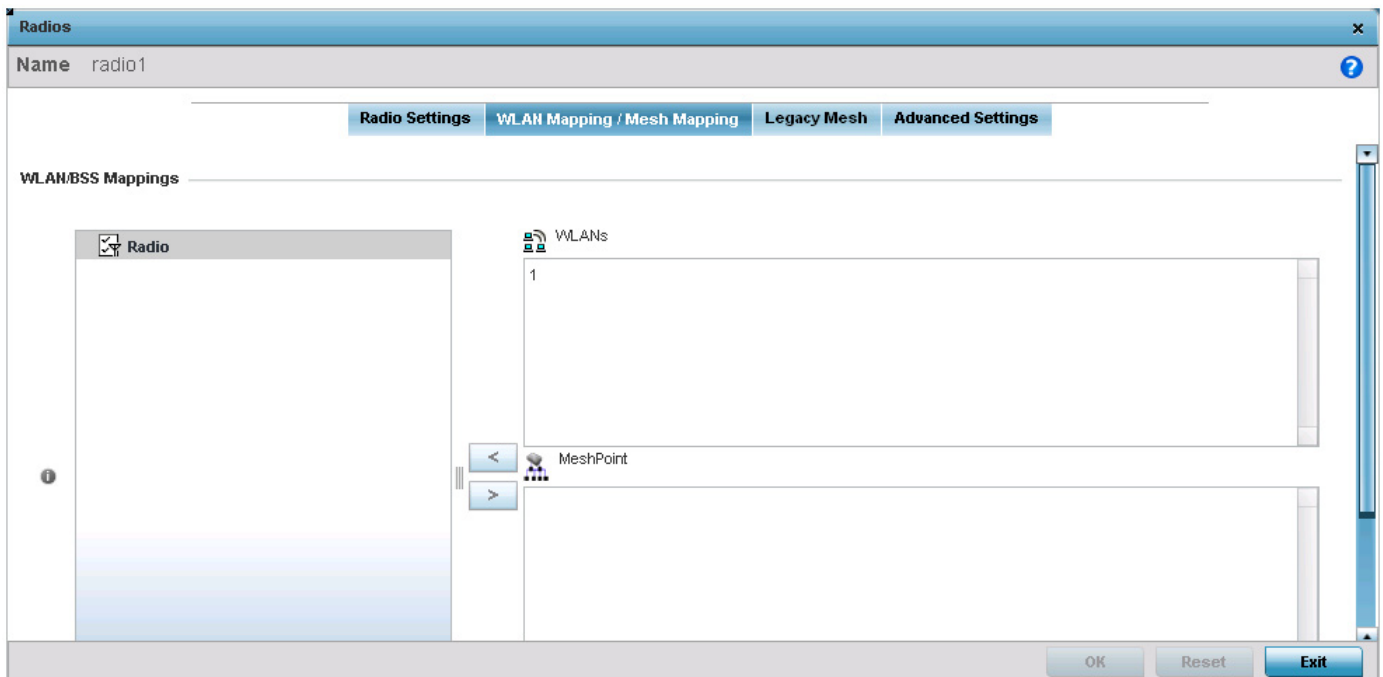 Radios
Name radio1
Radio Settings WLAN Mapping / Mesh Mapping Legacy Mesh Advanced Settings
WLAN/BSS Mappings
Radio
WLANs
1
<
MeshPoint
>
OK Reset Exit